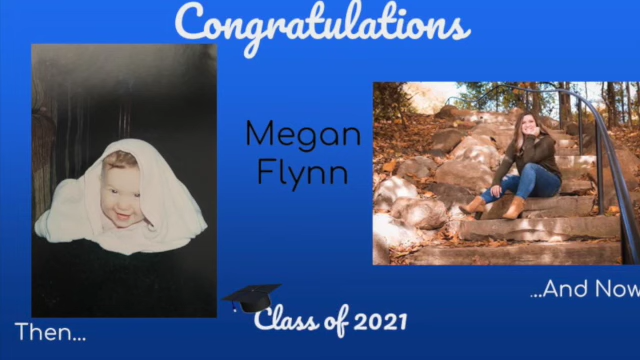 Congratulations
Megan
Flynn
...And Now
Class of 2021
Then...